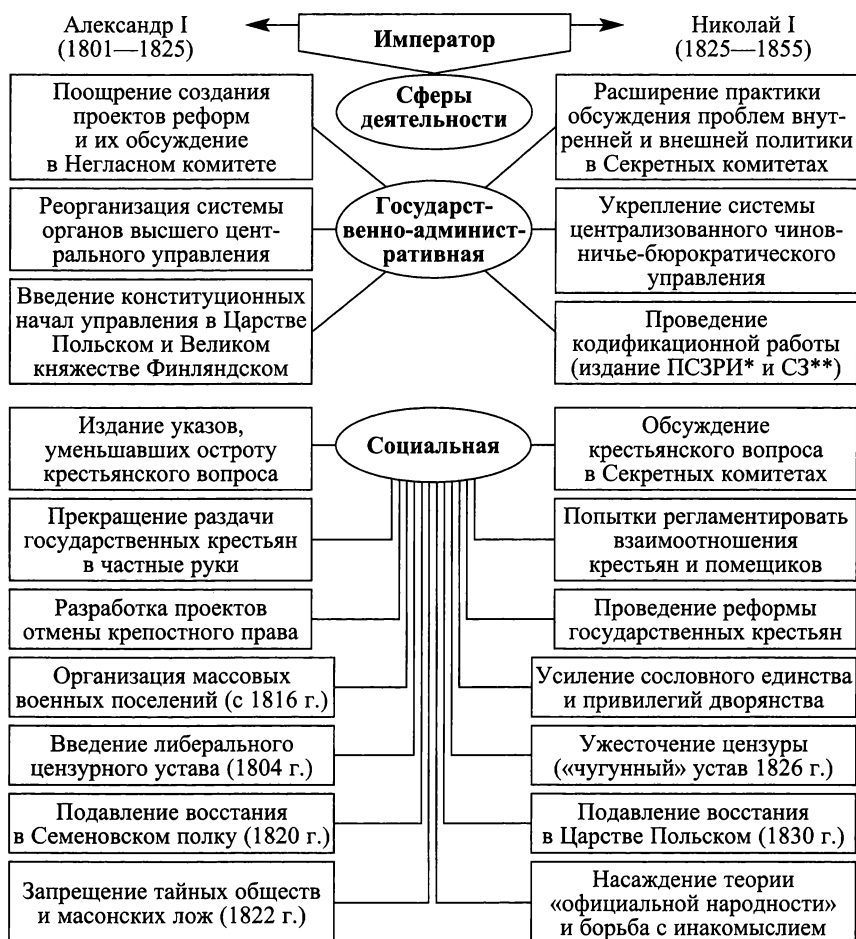 Александр I
(1801—1825)
Император
Николай I
(1825—1855)
Сферы
деятельности
Поощрение создания
проектов реформ
и их обсуждение
в Негласном комитете
Расширение практики
обсуждения проблем внут-
ренней и внешней политики
в Секретных комитетах
Государст-
венно-админист-
ративная
Реорганизация системы
органов высшего цент-
рального управления
Укрепление системы
централизованного чинов-
ничье-бюрократического
управления
Введение конституционных
начал управления в Царстве
Польском и Великом
княжестве Финляндском
Проведение
кодификационной работы
(издание ПСЗРИ* и СЗ**)
Социальная
Издание указов,
уменьшавших остроту
крестьянского вопроса
Обсуждение
крестьянского вопроса
в Секретных комитетах
Прекращение раздачи
государственных крестьян
в частные руки
Попытки регламентировать
взаимоотношения
крестьян и помещиков
Разработка проектов
отмены крепостного права
Проведение реформы
государственных крестьян
Организация массовых
военных поселений (с 1816 г.)
Усиление сословного единства
и привилегий дворянства
Введение либерального
цензурного устава (1804 г.)
Ужесточение цензуры
(«чугунный» устав 1826 г.)
Подавление восстания
в Семеновском полку (1820 г.)
Подавление восстания
в Царстве Польском (1830 г.)
Запрещение тайных обществ
и масонских лож (1822 г.)
Насаждение теории
«официальной народности»
и борьба с инакомыслием